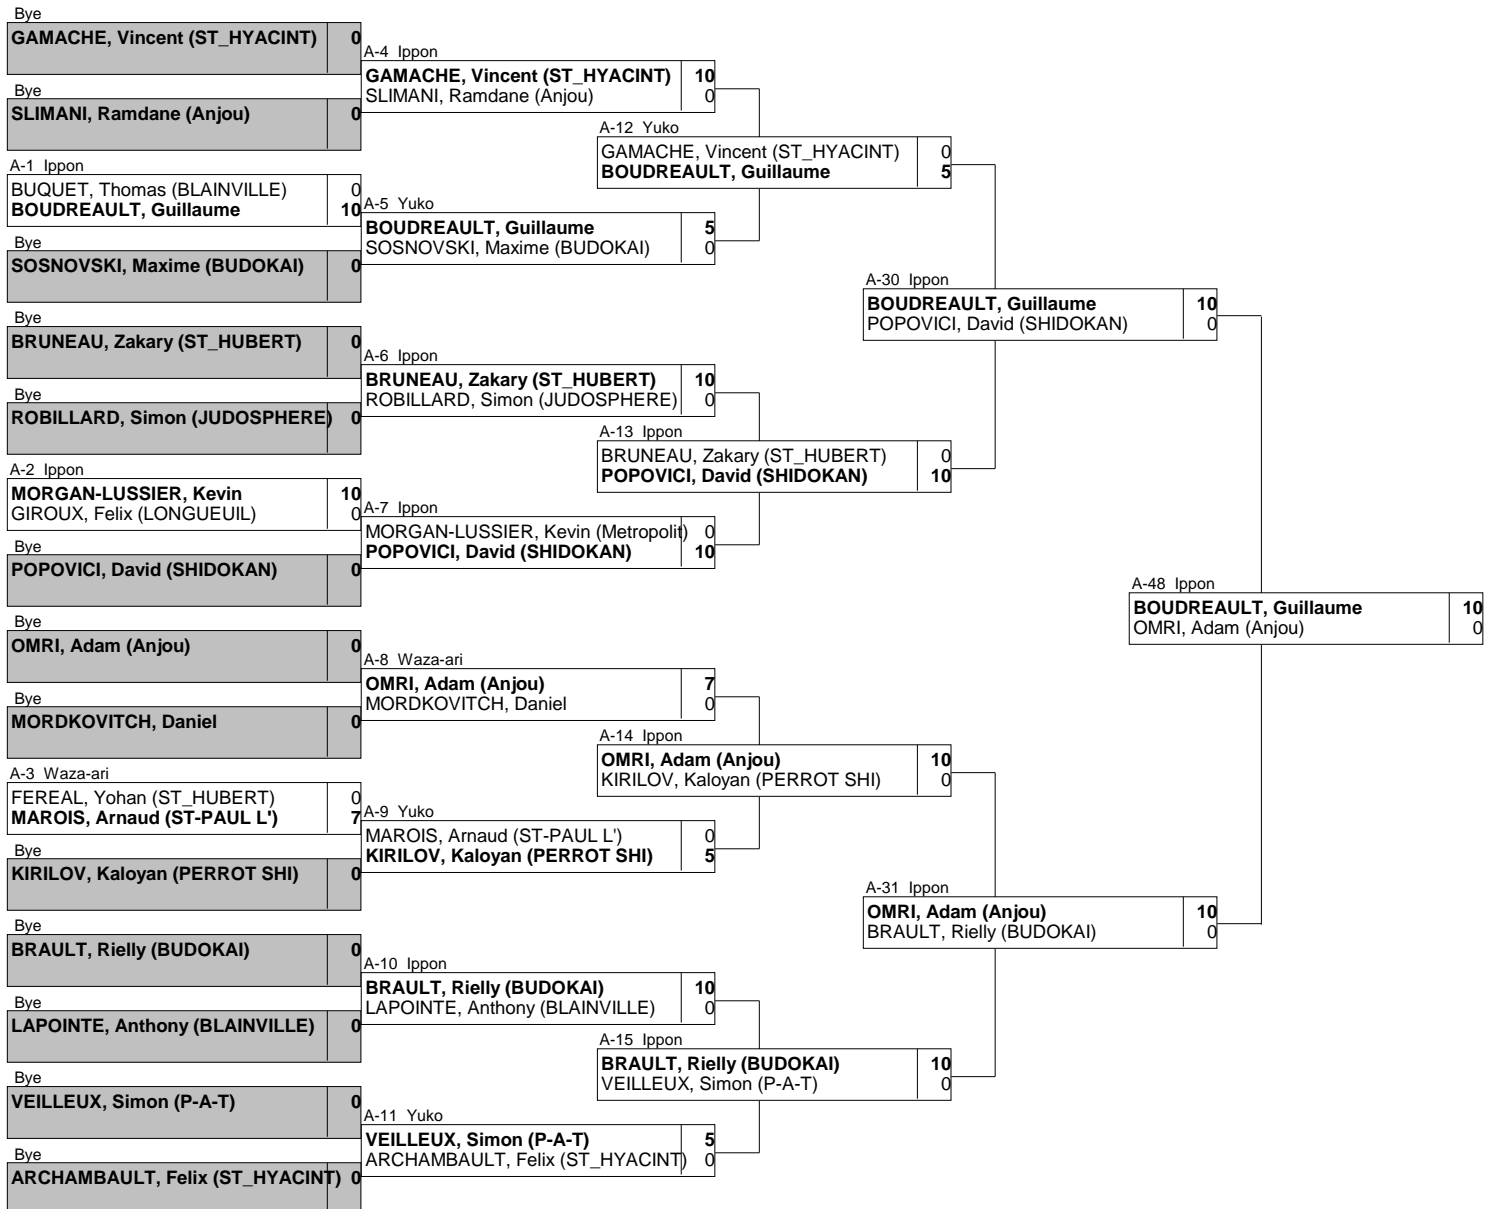 Bye
GAMACHE, Vincent (ST_HYACINT) 0
Bye
SLIMANI, Ramdane (Anjou) 0
A-1 Ippon
BUQUET, Thomas (BLAINVILLE) 0
BOUDREAULT, Guillaume 10
Bye
SOSNOVSKI, Maxime (BUDOKAI) 0
Bye
BRUNEAU, Zakary (ST_HUBERT) 0
Bye
ROBILLARD, Simon (JUDOSPHERE) 0
A-2 Ippon
MORGAN-LUSSIER, Kevin 10
GIROUX, Felix (LONGUEUIL) 0
Bye
POPOVICI, David (SHIDOKAN) 0
Bye
OMRI, Adam (Anjou) 0
Bye
MORDKOVITCH, Daniel 0
A-3 Waza-ari
FEREAL, Yohan (ST_HUBERT) 0
MAROIS, Arnaud (ST-PAUL L') 7
Bye
KIRILOV, Kaloyan (PERROT SHI) 0
Bye
BRAULT, Rielly (BUDOKAI) 0
Bye
LAPOINTE, Anthony (BLAINVILLE) 0
Bye
VEILLEUX, Simon (P-A-T) 0
Bye
ARCHAMBAULT, Felix (ST_HYACINT) 0
A-4 Ippon
GAMACHE, Vincent (ST_HYACINT) 10
SLIMANI, Ramdane (Anjou) 0
A-5 Yuko
BOUDREAULT, Guillaume 5
SOSNOVSKI, Maxime (BUDOKAI) 0
A-6 Ippon
BRUNEAU, Zakary (ST_HUBERT) 10
ROBILLARD, Simon (JUDOSPHERE) 0
A-7 Ippon
MORGAN-LUSSIER, Kevin (Metropolit) 0
POPOVICI, David (SHIDOKAN) 10
A-8 Waza-ari
OMRI, Adam (Anjou) 7
MORDKOVITCH, Daniel 0
A-9 Yuko
MAROIS, Arnaud (ST-PAUL L') 0
KIRILOV, Kaloyan (PERROT SHI) 5
A-10 Ippon
BRAULT, Rielly (BUDOKAI) 10
LAPOINTE, Anthony (BLAINVILLE) 0
A-11 Yuko
VEILLEUX, Simon (P-A-T) 5
ARCHAMBAULT, Felix (ST_HYACINT) 0
A-12 Yuko
GAMACHE, Vincent (ST_HYACINT) 0
BOUDREAULT, Guillaume 5
A-13 Ippon
BRUNEAU, Zakary (ST_HUBERT) 0
POPOVICI, David (SHIDOKAN) 10
A-14 Ippon
OMRI, Adam (Anjou) 10
KIRILOV, Kaloyan (PERROT SHI) 0
A-15 Ippon
BRAULT, Rielly (BUDOKAI) 10
VEILLEUX, Simon (P-A-T) 0
A-30 Ippon
BOUDREAULT, Guillaume 10
POPOVICI, David (SHIDOKAN) 0
A-31 Ippon
OMRI, Adam (Anjou) 10
BRAULT, Rielly (BUDOKAI) 0
A-48 Ippon
BOUDREAULT, Guillaume 10
OMRI, Adam (Anjou) 0